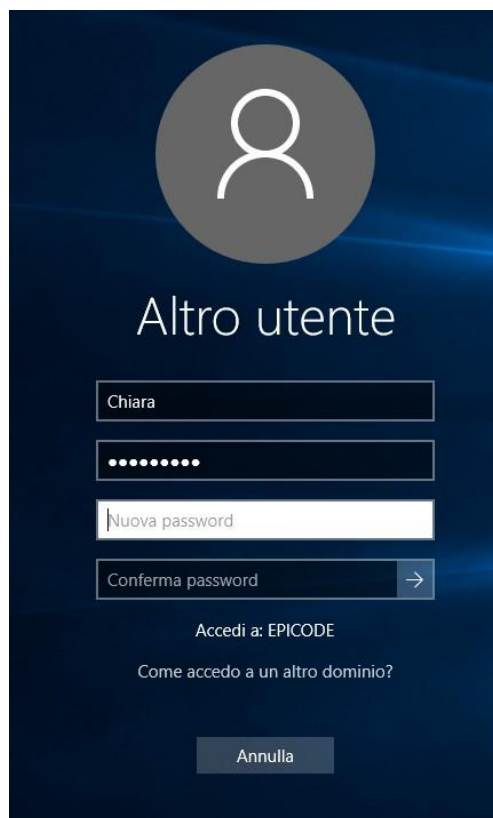 Altro utente
Chiara
●●●●●●●●●
Nuova password
Conferma password
Accedi a: EPICODE
Come accedo a un altro dominio?
Annulla